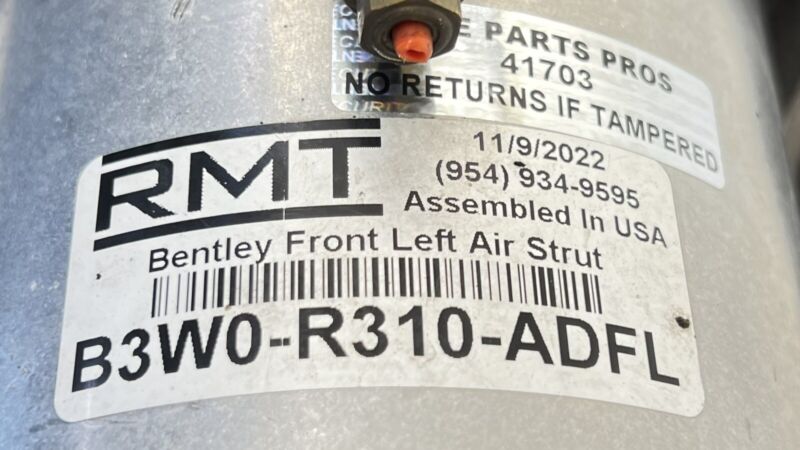 E PARTS PROS
41703
NO RETURNS IF TAMPERED
RMT
11/9/2022
(954) 934-9595
Assembled In USA
Bentley Front Left Air Strut
B3W0-R310-ADFL